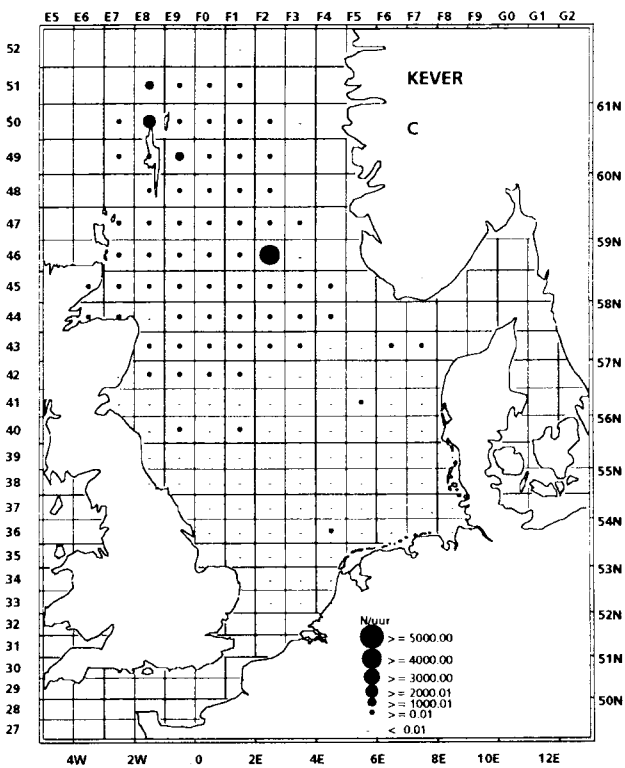 E5 E6 E7 E8 E9 F0 F1 F2 F3 F4 F5 F6 F7 F8 F9 G0 G1 G2
52
51
KEVER
61N
50
C
49
60N
48
47
59N
46
45
58N
44
43
57N
42
41
56N
40
39
55N
38
37
54N
36
35
53N
34
33
N/uur
52N
32
>= 5000.00
31
>= 4000.00
51N
30
>= 3000.00
29
>= 2000.01
50N
28
>= 1000.01
>= 0.01
27
< 0.01
4W 2W 0 2E 4E 6E 8E 10E 12E